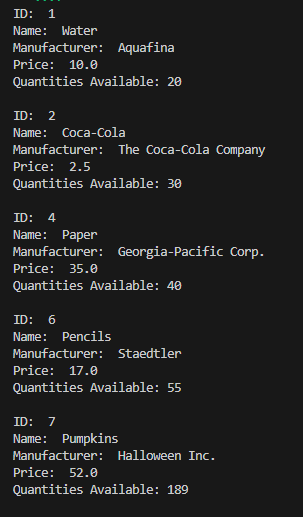 ID:  1
Name:  Water
Manufacturer:  Aquafina
Price:  10.0
Quantities Available: 20

ID:  2
Name:  Coca-Cola
Manufacturer:  The Coca-Cola Company
Price:  2.5
Quantities Available: 30

ID:  4
Name:  Paper
Manufacturer:  Georgia-Pacific Corp.
Price:  35.0
Quantities Available: 40

ID:  6
Name:  Pencils
Manufacturer:  Staedtler
Price:  17.0
Quantities Available: 55

ID:  7
Name:  Pumpkins
Manufacturer:  Halloween Inc.
Price:  52.0
Quantities Available: 189